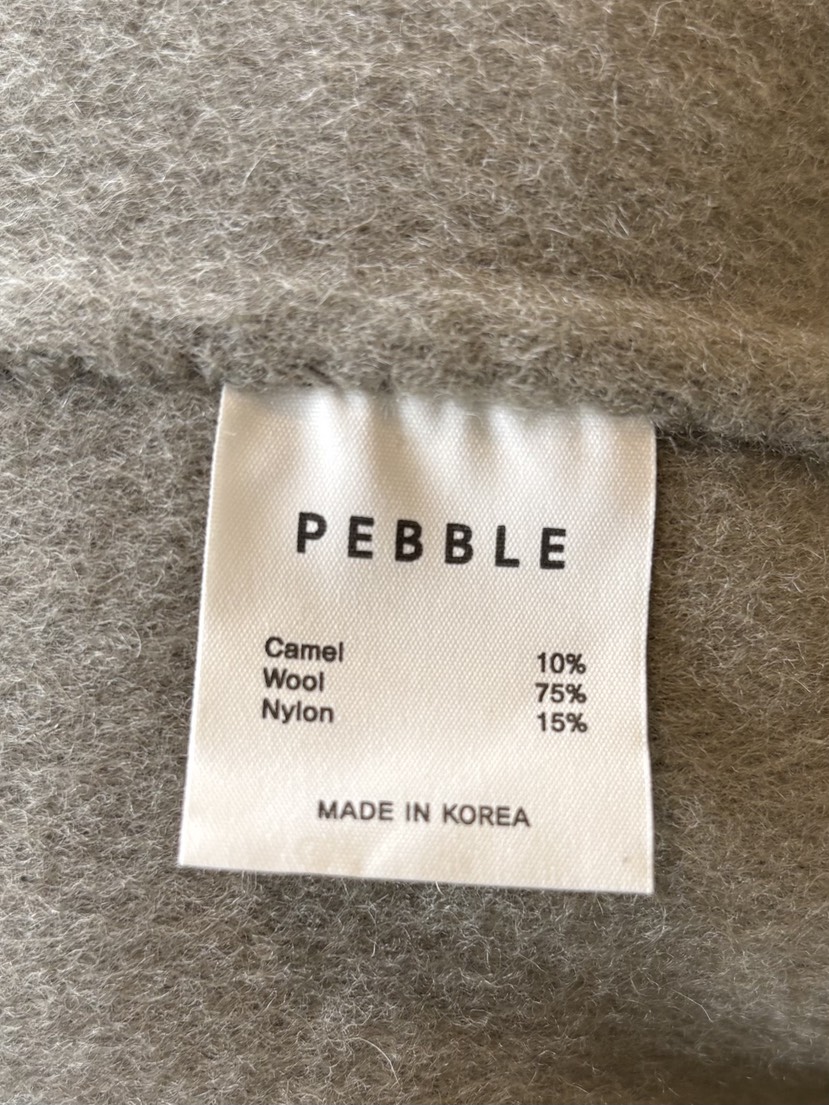 PEBBLE
Camel 10%
Wool 75%
Nylon 15%
MADE IN KOREA